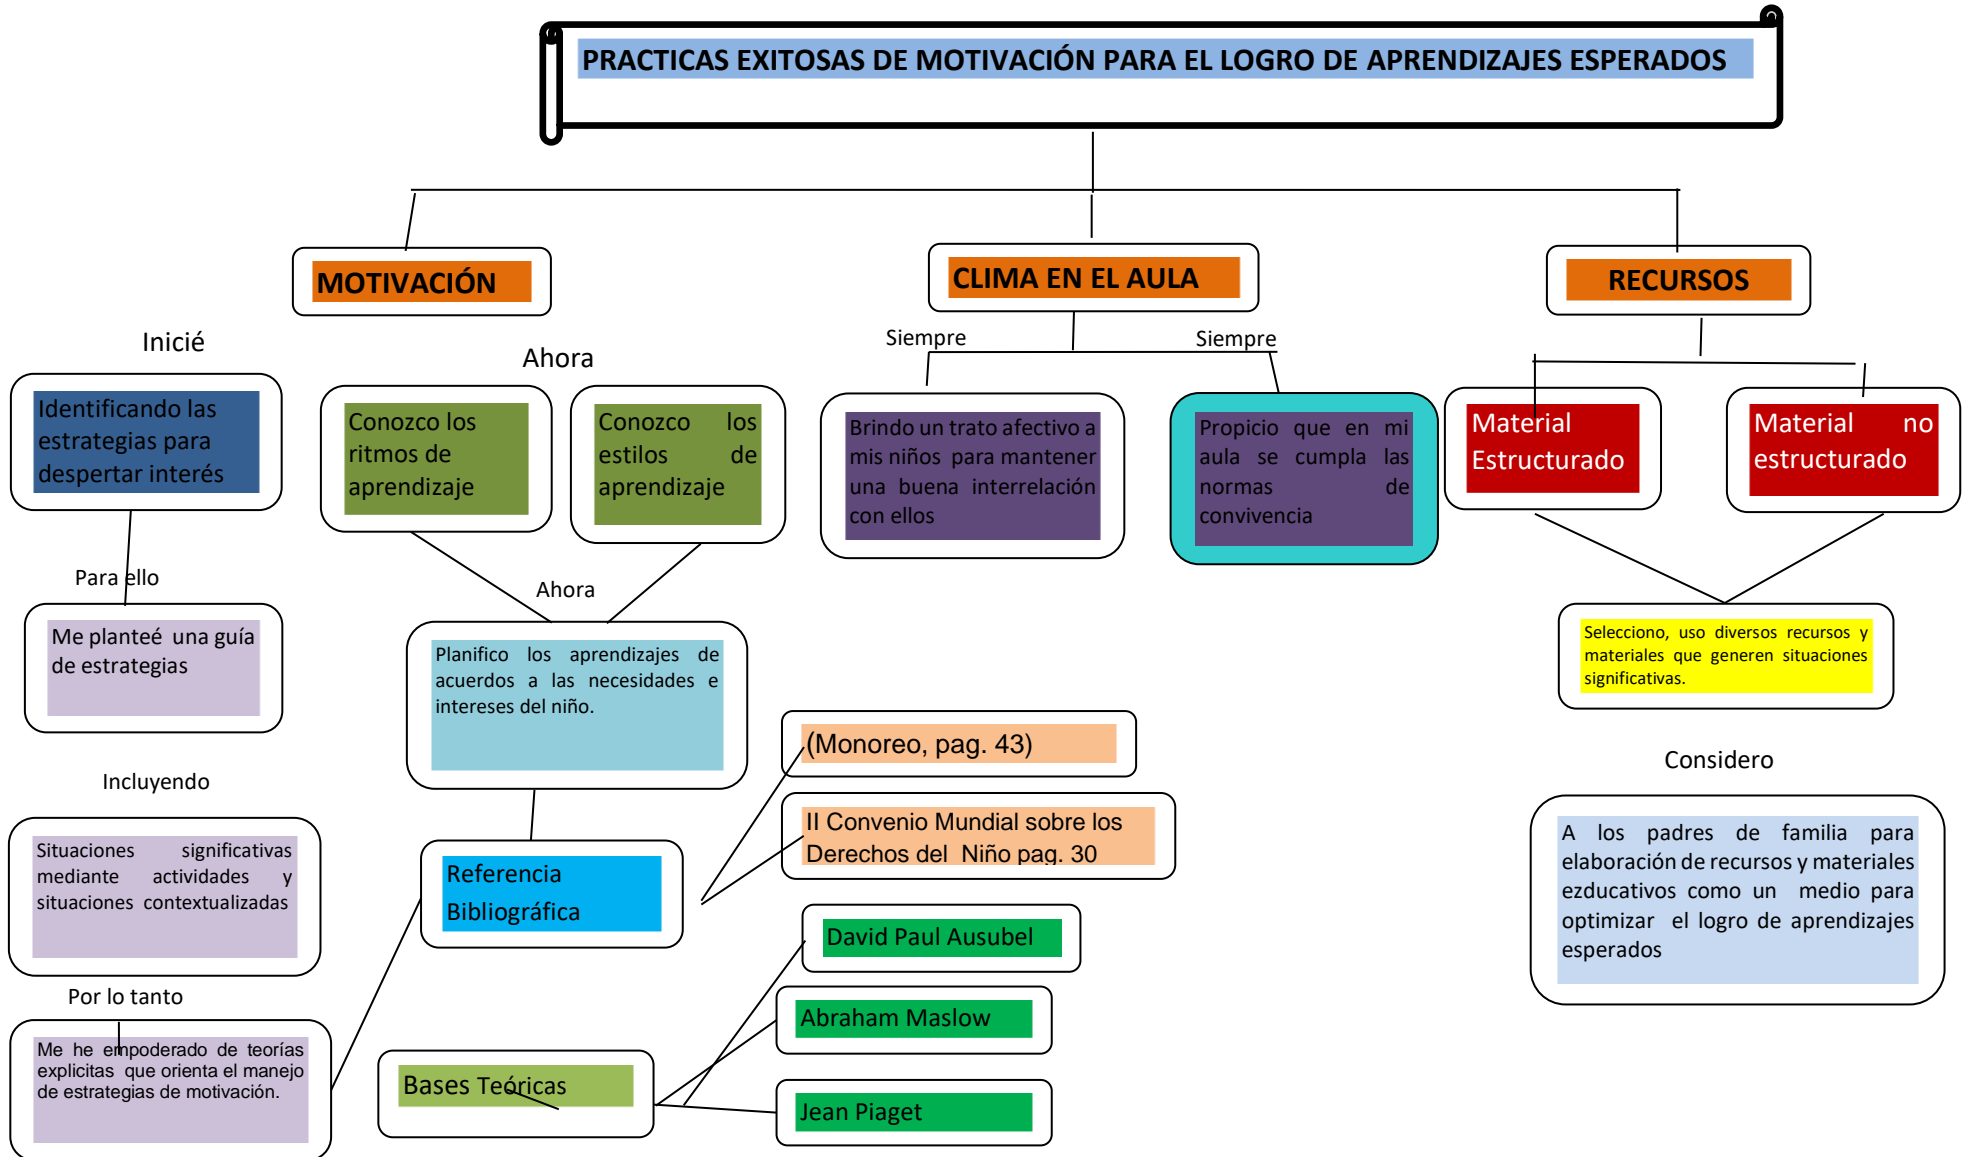 PRACTICAS EXITOSAS DE MOTIVACIÓN PARA EL LOGRO DE APRENDIZAJES ESPERADOS
MOTIVACIÓN
CLIMA EN EL AULA
RECURSOS
Inicié
Ahora
Siempre
Siempre
Identificando las
estrategias para
despertar interés
Conozco los
ritmos de
aprendizaje
Conozco los
estilos de
aprendizaje
Brindo un trato afectivo a
mis niños para mantener
una buena interrelación
con ellos
Propicio que en mi
aula se cumpla las
normas de
convivencia
Material
Estructurado
Material no
estructurado
Para ello
Ahora
Me planteé una guía
de estrategias
Planifico los aprendizajes de
acuerdos a las necesidades e
intereses del niño.
Selecciono, uso diversos recursos y
materiales que generen situaciones
significativas.
(Monoreo, pag. 43)
Incluyendo
Considero
II Convenio Mundial sobre los
Derechos del Niño pag. 30
Situaciones significativas
mediante actividades y
situaciones contextualizadas
Referencia
Bibliográfica
A los padres de familia para
elaboración de recursos y materiales
ezducativos como un medio para
optimizar el logro de aprendizajes
esperados
David Paul Ausubel
Por lo tanto
Abraham Maslow
Me he empoderado de teorías
explicitas que orienta el manejo
de estrategias de motivación.
Bases Teóricas
Jean Piaget